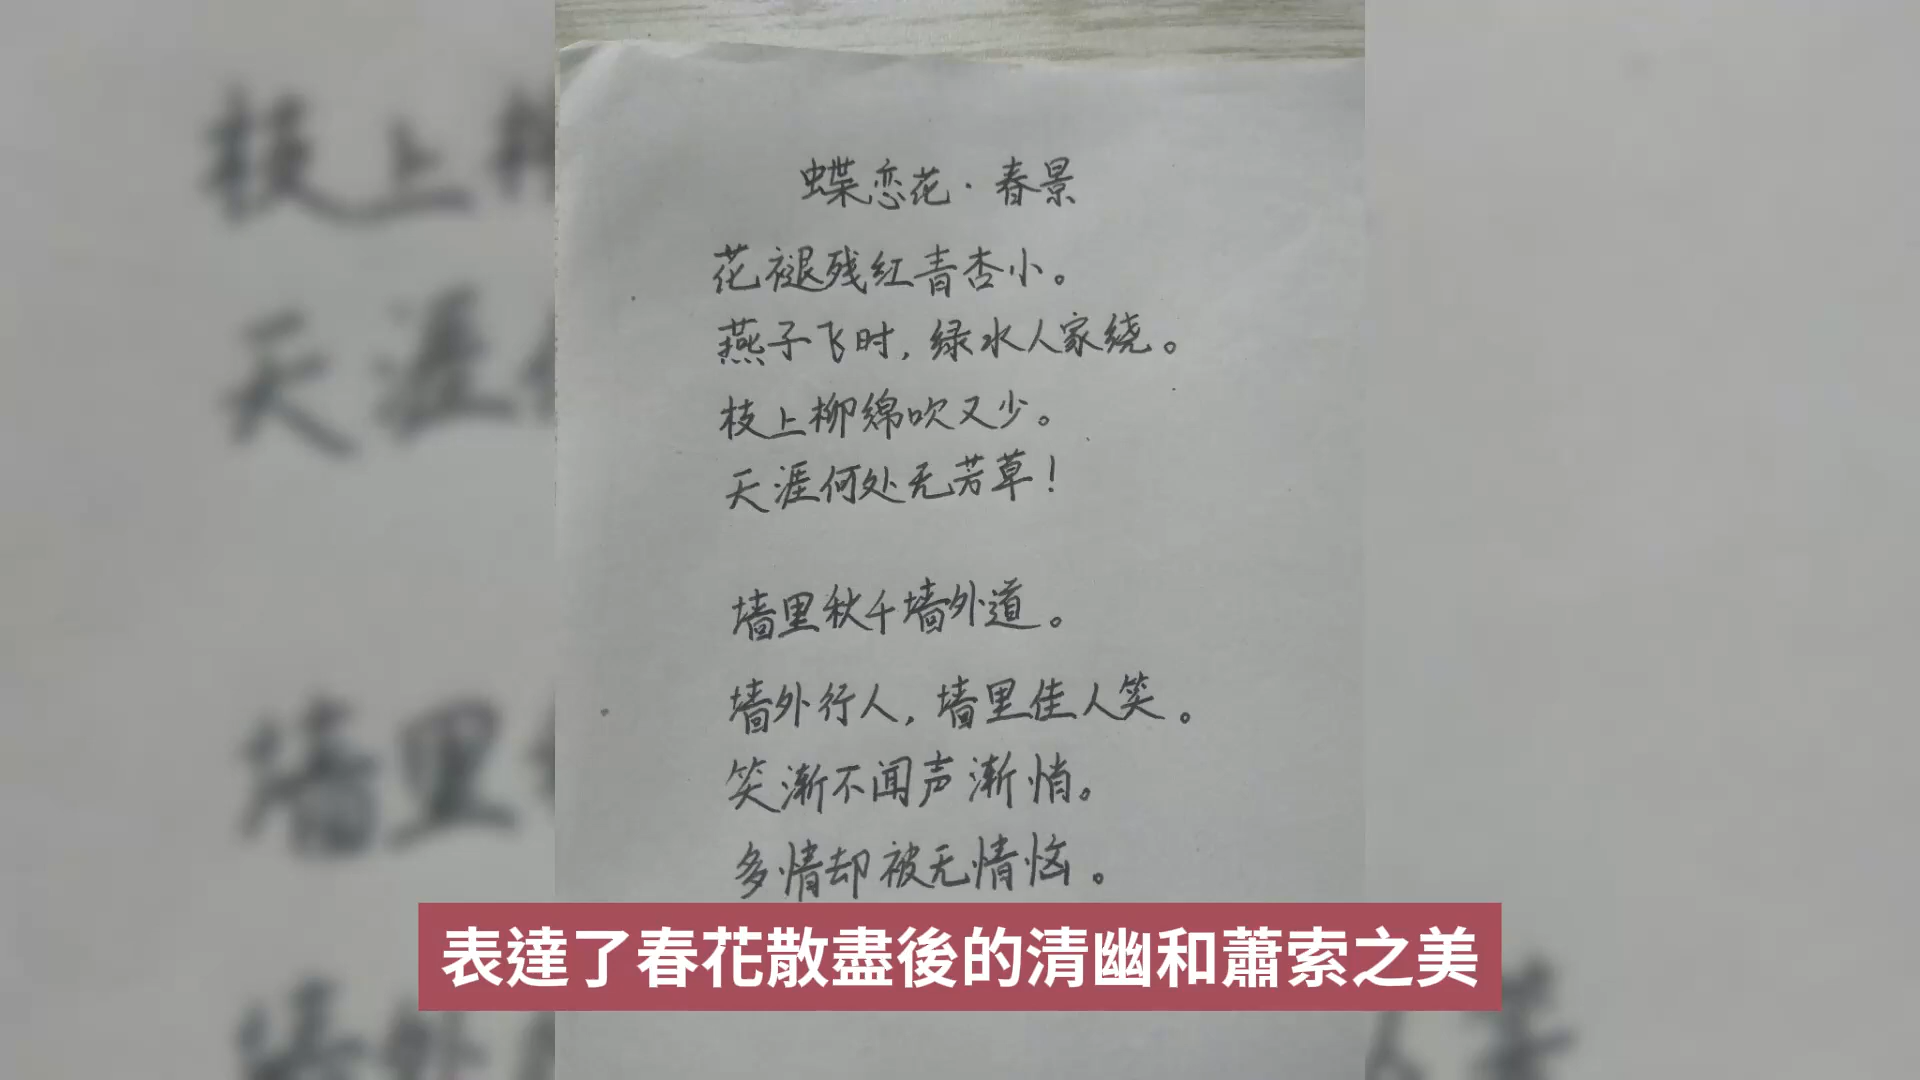 蝶恋花·春景
花褪残红青杏小。
燕子飞时,绿水人家绕。
枝上柳绵吹又少。
天涯何处无芳草!
墙里秋千墙外道。
墙外行人,墙里佳人笑。
笑渐不闻声渐悄。
多情却被无情恼。
表達了春花散盡後的清幽和蕭索之美